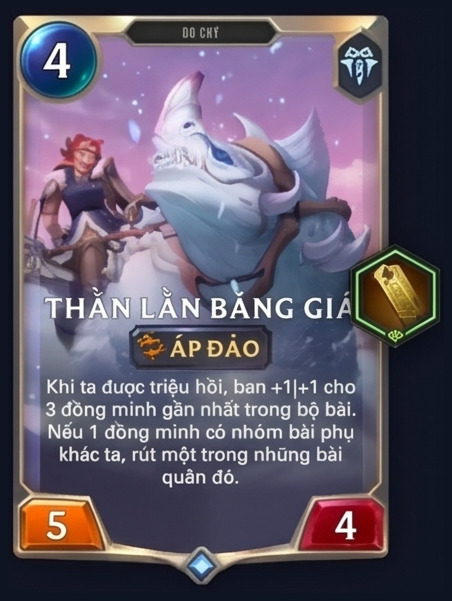 4
DO CKÝ
THẰN LẰN BĂNG GIÁ
ÁP ĐẢO
Khi ta được triệu hồi, ban +1|+1 cho
3 đồng minh gần nhất trong bộ bài.
Nếu 1 đồng minh có nhóm bài phụ
khác ta, rút một trong những bài
quân đó.
5
4